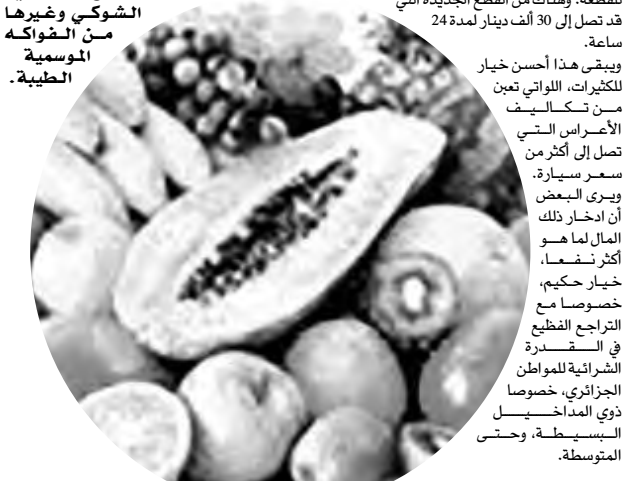 قد تصل إلى 30 ألف دينار لمدة 24
ساعة.
ويبقى هذا أحسن خيار
للكثيرات، اللواتي تعبن
من تكاليف
الأعراس التي
تصل إلى أكثر من
سعر سيارة.
ويرى البعض
أن ادخار ذلك
المال لما هو
أكثر نفعا،
خيار حكيم،
خصوصا مع
التراجع الفظيع
في القدرة
الشرائية للمواطن
الجزائري، خصوصا
ذوي المداخيل
البسيطة، وحتى
المتوسطة.
الشوكي وغيرها
من الفواكه
الموسمية
الطيبة.